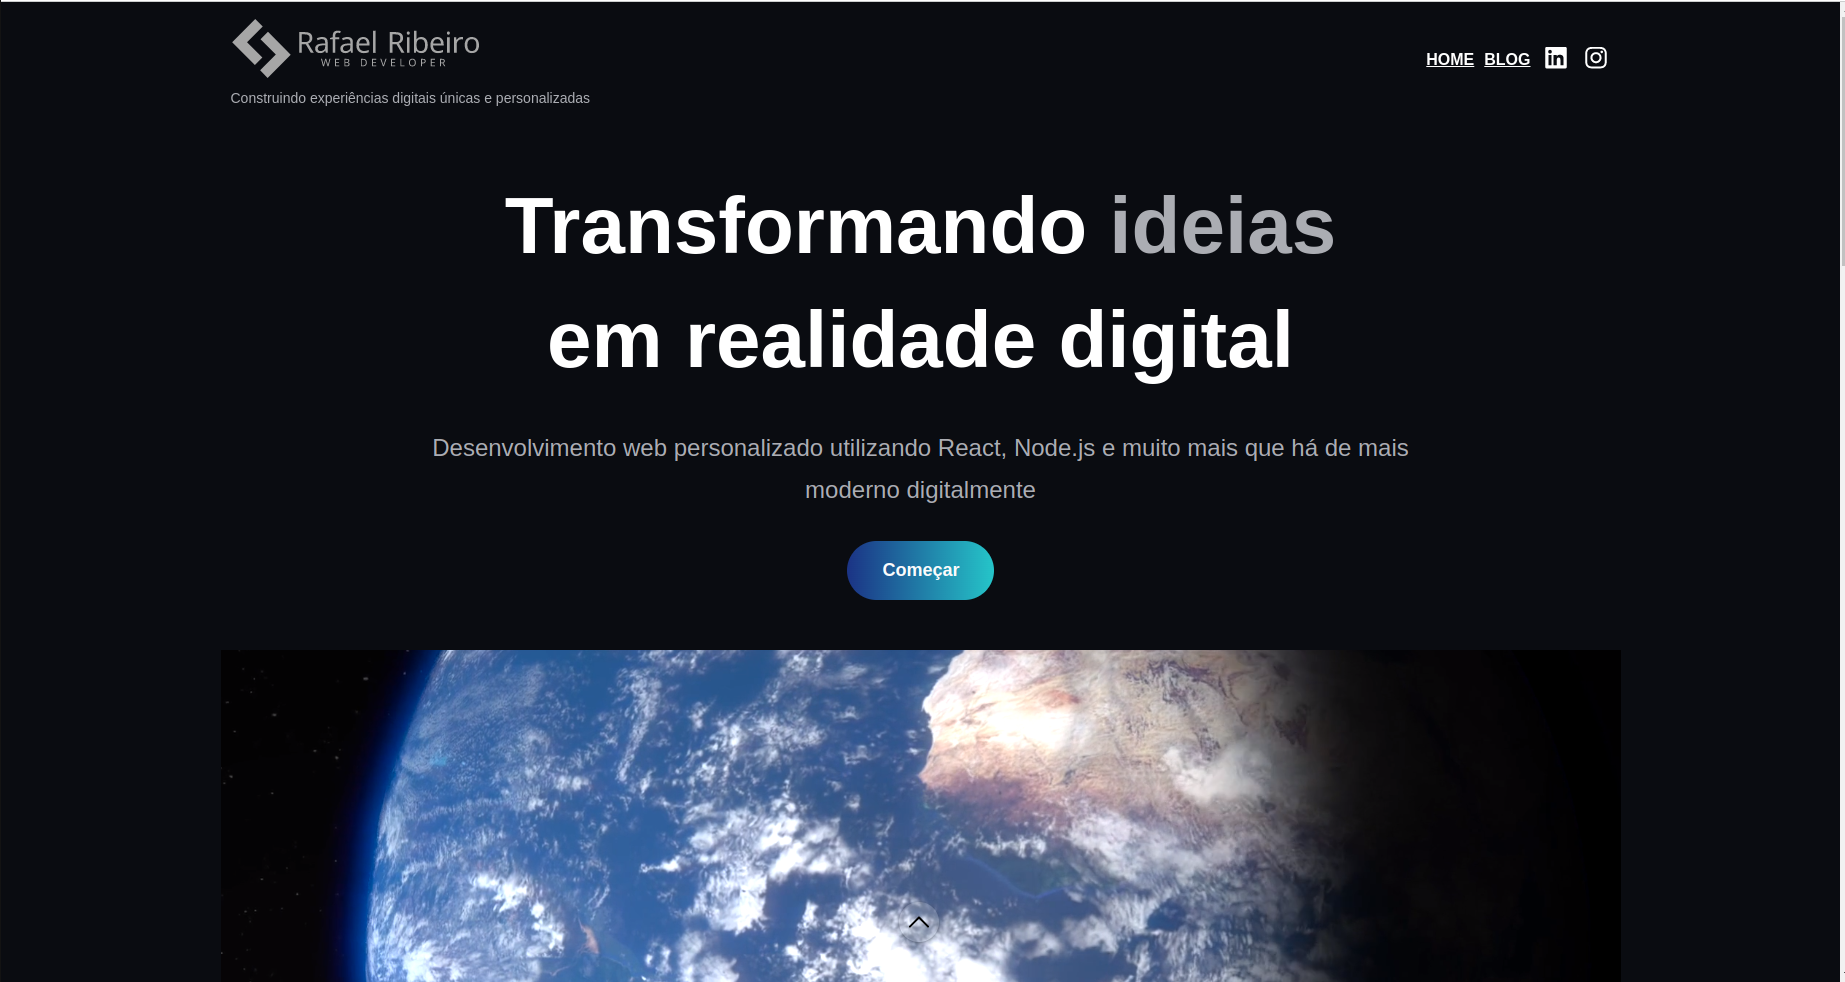 Rafael Ribeiro
WEB DEVELOPER
Construindo experiências digitais únicas e personalizadas
HOME BLOG
Transformando ideias
em realidade digital
Desenvolvimento web personalizado utilizando React, Node.js e muito mais que há de mais
moderno digitalmente
Começar